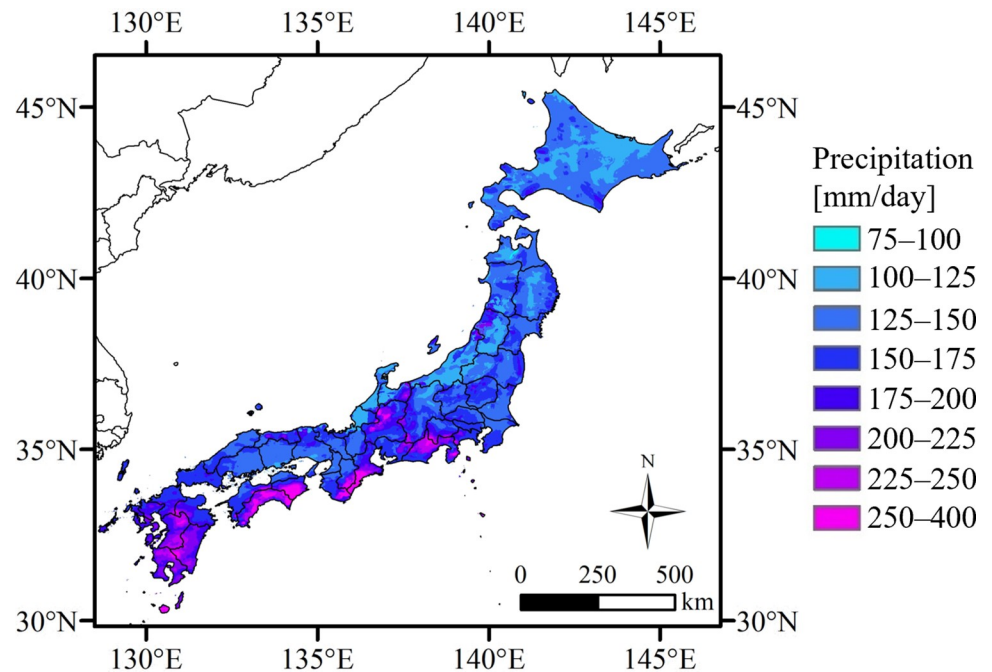 130°E 135°E 140°E 145°E
45°N 45°N
Precipitation
[mm/day]
75–100
100–125
40°N 40°N
125–150
150–175
175–200
200–225
35°N 35°N
225–250
250–400
N
0 250 500
km
30°N 30°N
130°E 135°E 140°E 145°E